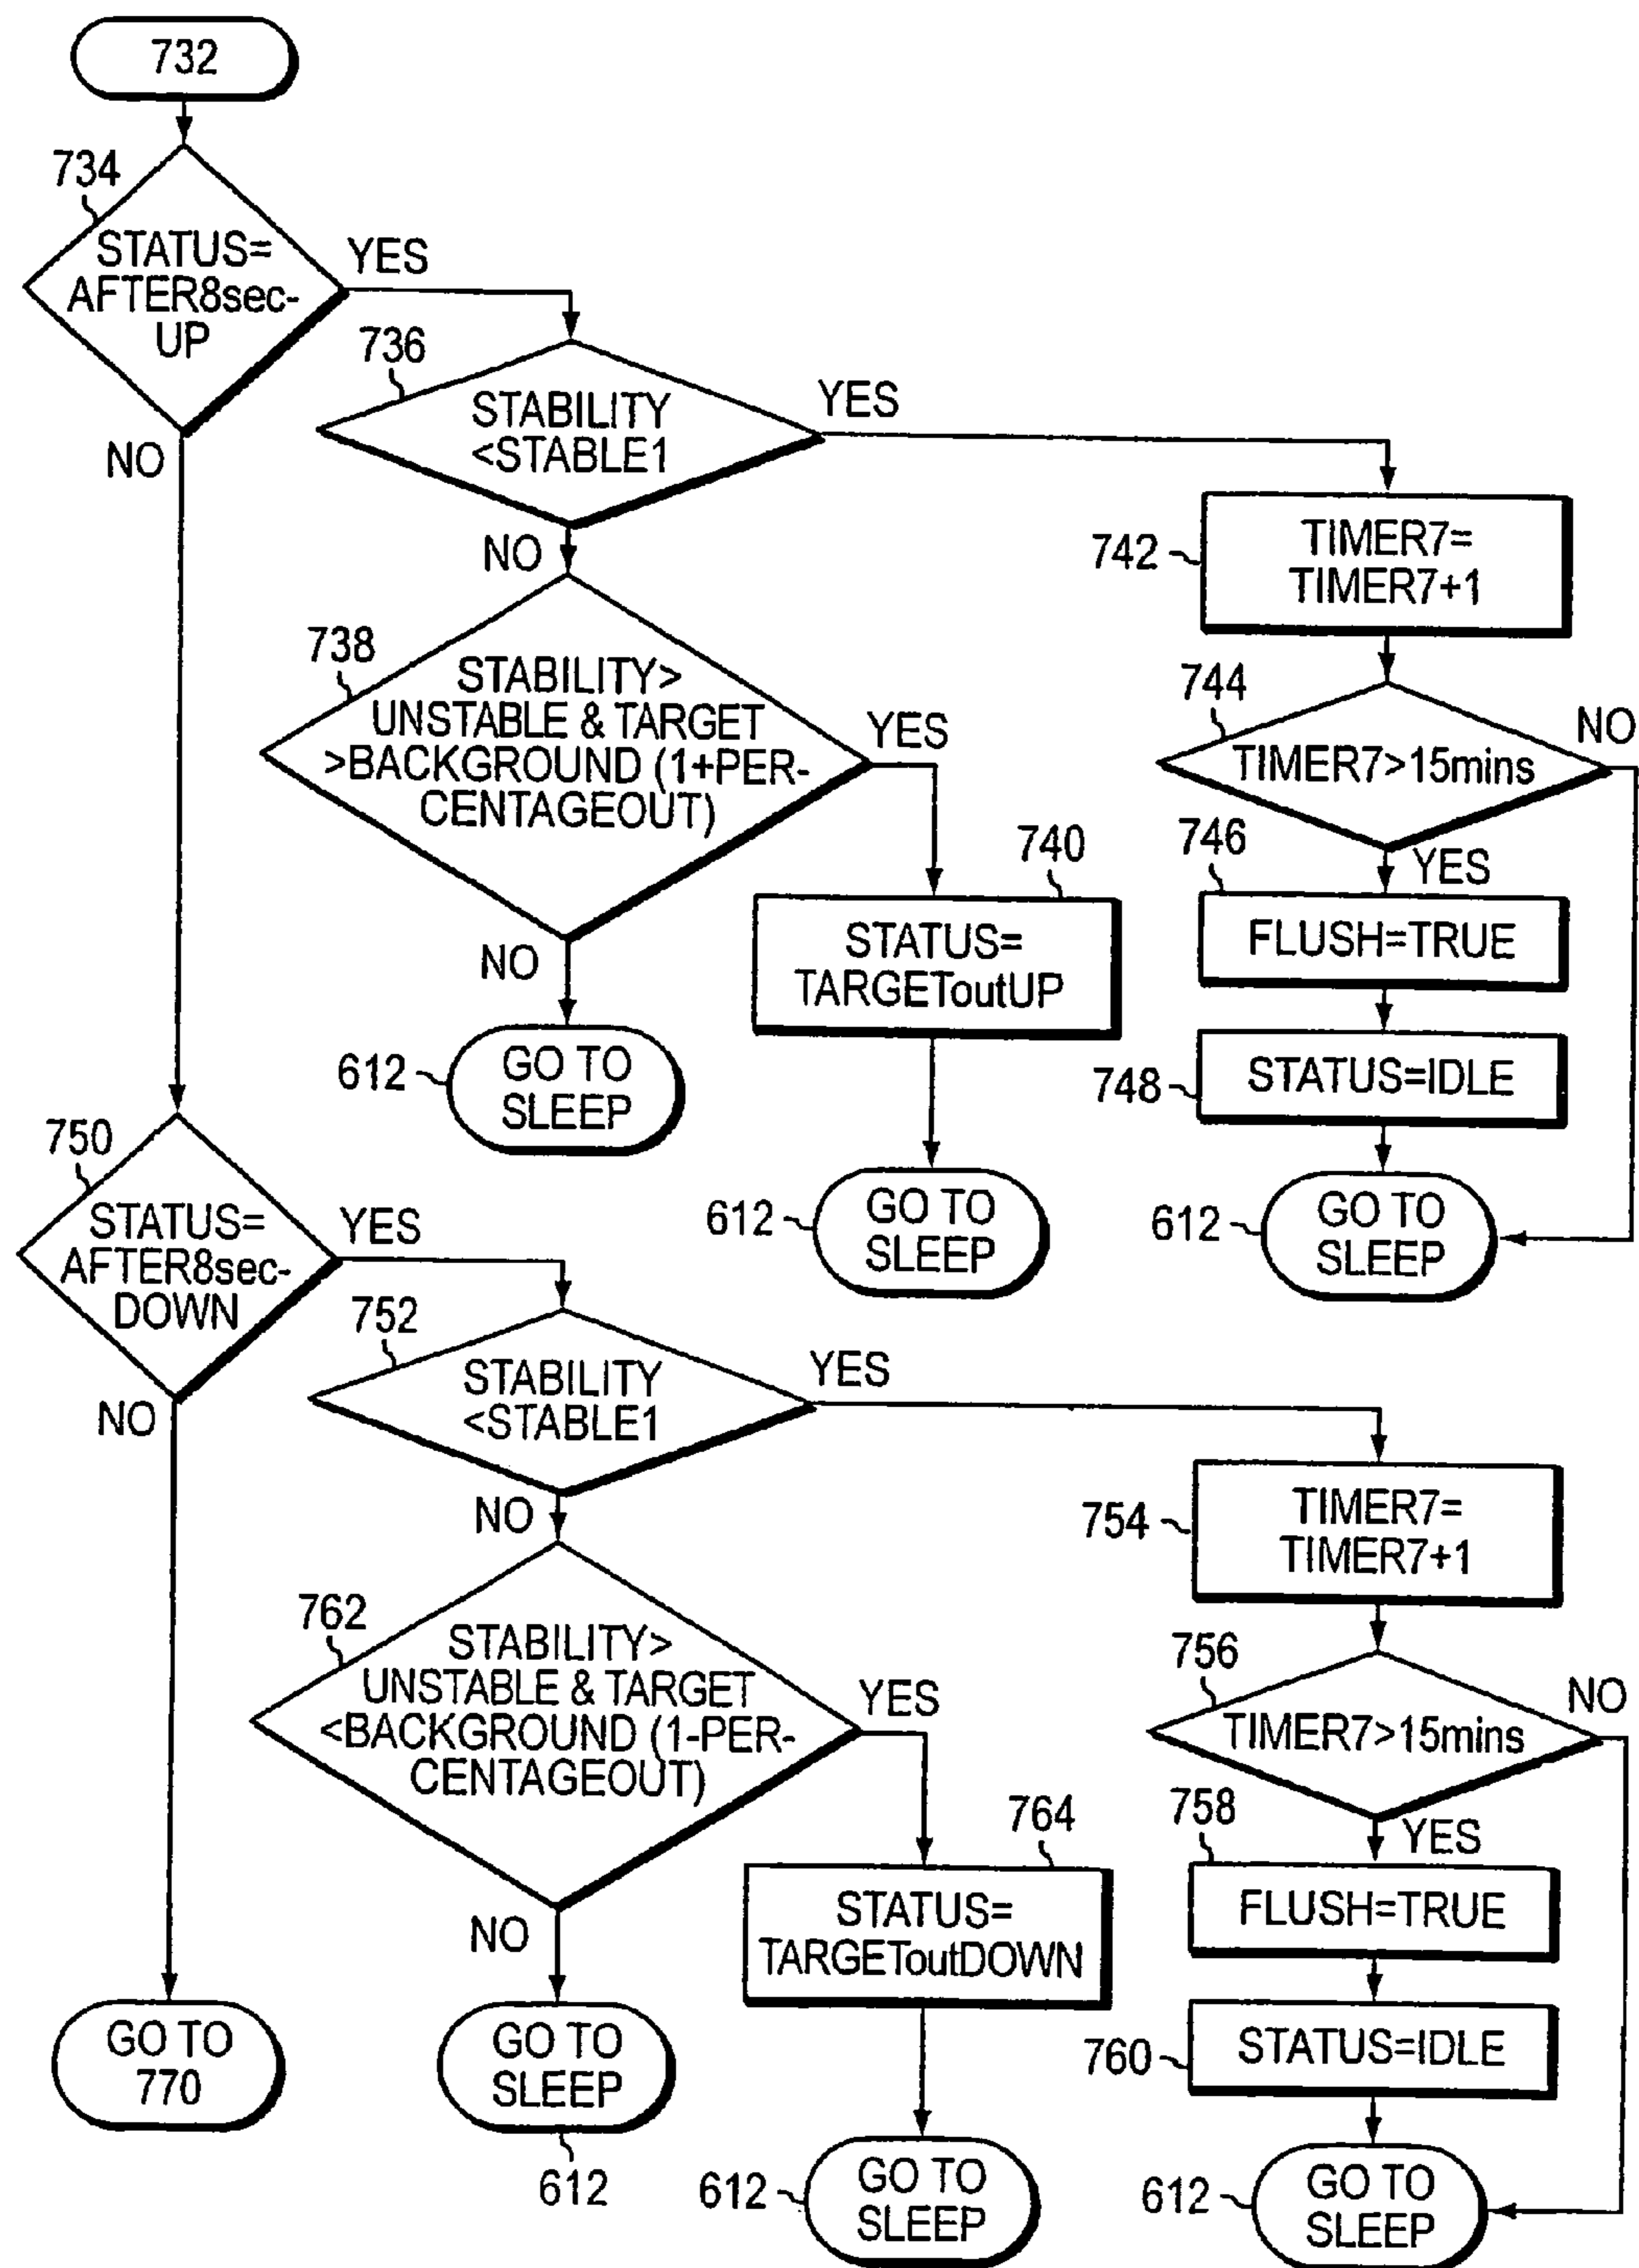 732
734
STATUS=
AFTER8sec-
UP
YES
NO
736
STABILITY
<STABLE1
YES
NO
742
TIMER7=
TIMER7+1
738
STABILITY>
UNSTABLE & TARGET
>BACKGROUND (1+PER-
CENTAGEOUT)
YES
NO
744
TIMER7>15mins
NO
YES
740
STATUS=
TARGEToutUP
746
FLUSH=TRUE
612
GO TO
SLEEP
748
STATUS=IDLE
612
GO TO
SLEEP
612
GO TO
SLEEP
750
STATUS=
AFTER8sec-
DOWN
YES
NO
752
STABILITY
<STABLE1
YES
NO
754
TIMER7=
TIMER7+1
762
STABILITY>
UNSTABLE & TARGET
<BACKGROUND (1-PER-
CENTAGEOUT)
YES
NO
756
TIMER7>15mins
NO
YES
764
STATUS=
TARGEToutDOWN
758
FLUSH=TRUE
GO TO
770
GO TO
SLEEP
612
760
STATUS=IDLE
612
GO TO
SLEEP
612
GO TO
SLEEP